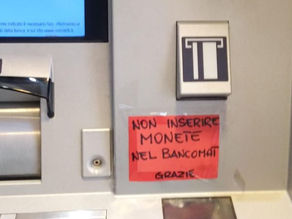 NON INSERIRE
MONETE
NEL BANCOMAT
GRAZIE